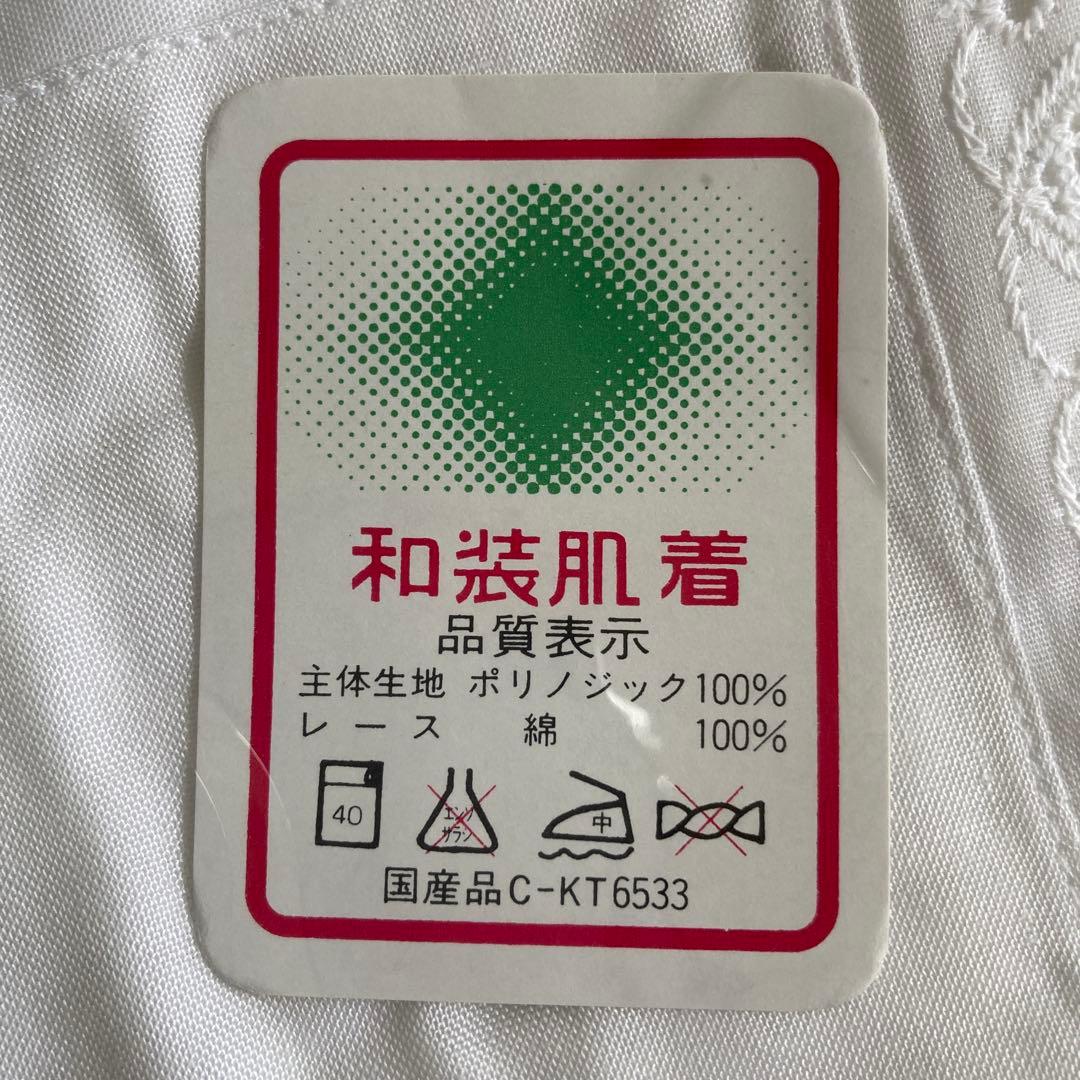 和装肌着
品質表示
主体生地 ポリノジック100%
レース 綿 100%
40
エンソ
サラシ
中
国産品C-KT6533